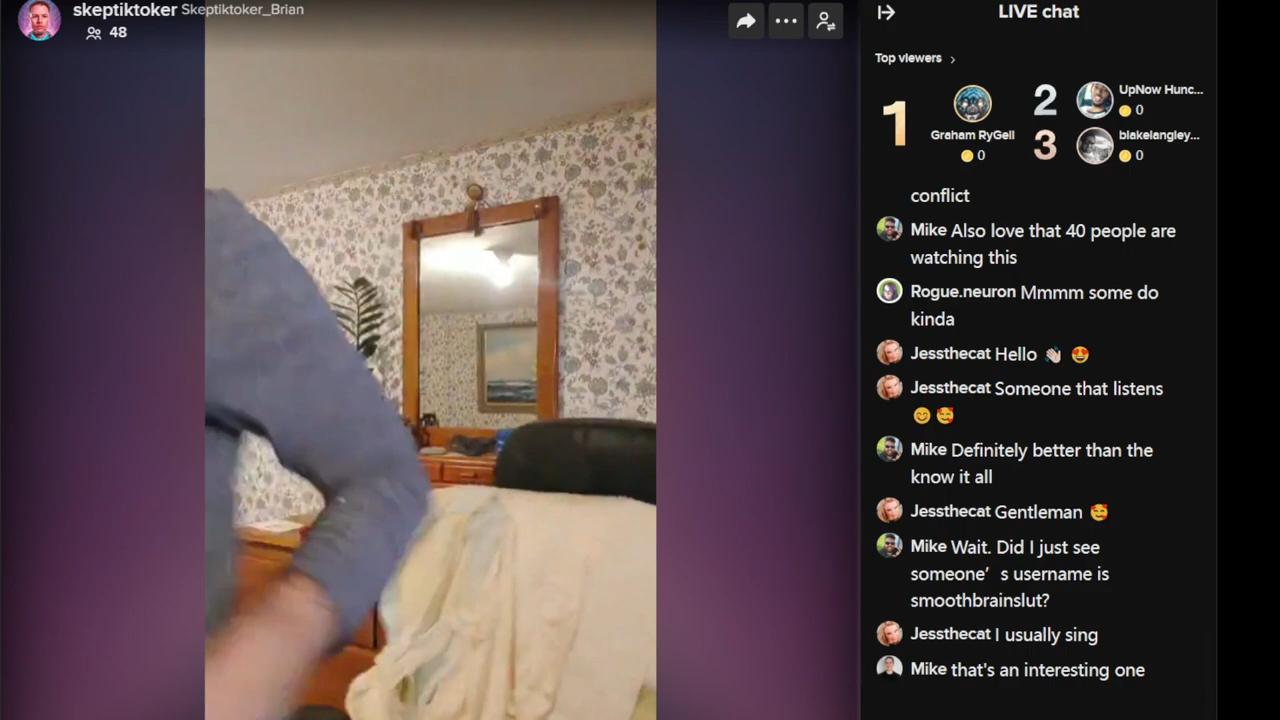 skeptiktoker Skeptiktoker_Brian
48
LIVE chat
Top viewers
1
Graham RyGell
0
2
UpNow Hunc...
0
3
blakelangley...
0
conflict
Mike Also love that 40 people are
watching this
Rogue.neuron Mmmm some do
kinda
Jessthecat Hello 👋🏻 😍
Jessthecat Someone that listens
😊 🥰
Mike Definitely better than the
know it all
Jessthecat Gentleman 🥰
Mike Wait. Did I just see
someone’s username is
smoothbrainslut?
Jessthecat I usually sing
Mike that's an interesting one